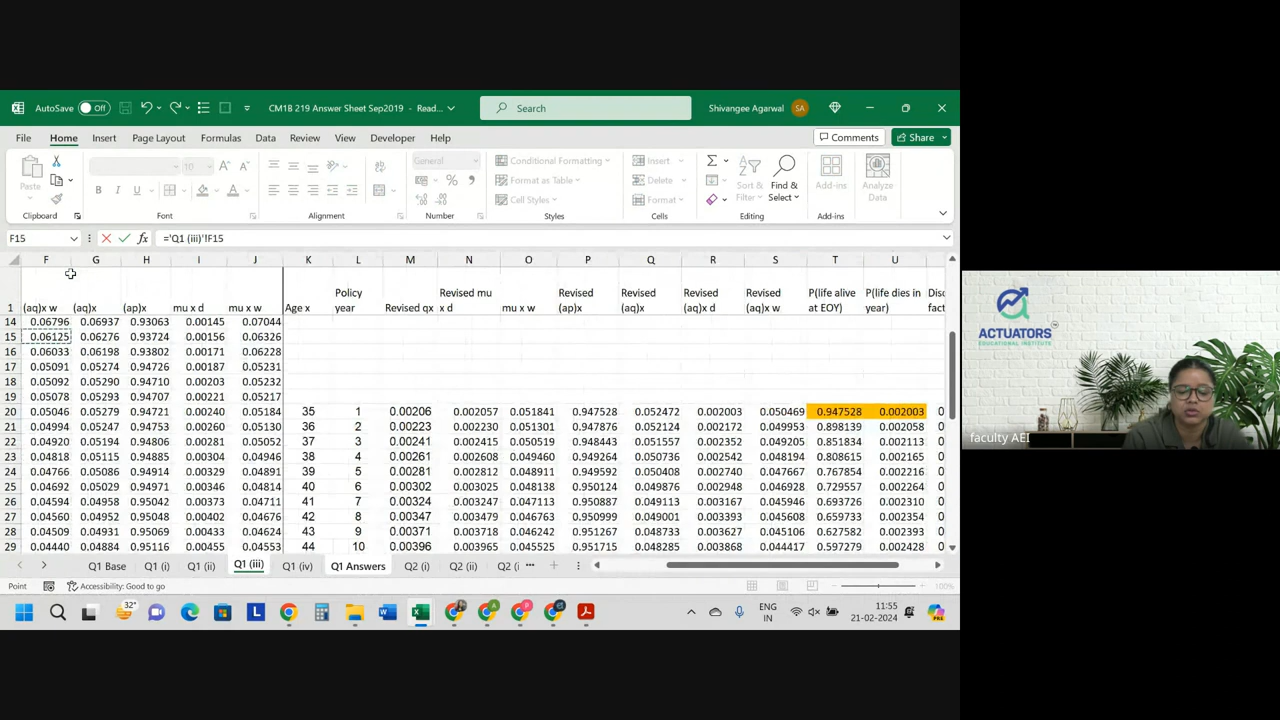 AutoSave Off CM1B 219 Answer Sheet Sep2019 - Read... Search Shivangee Agarwal SA
File Home Insert Page Layout Formulas Data Review View Developer Help Comments Share
Paste 10 General Conditional Formatting Format as Table Cell Styles Insert Delete Format Sort & Filter Find & Select Add-ins Analyze Data
Clipboard Font Alignment Number Styles Cells Editing Add-ins
F15 ='Q1 (iii)'!F15
F G H I J K L M N O P Q R S T U
1 (aq)x w (aq)x (ap)x mu x d mu x w Age x Policy year Revised qx Revised mu x d mu x w Revised (ap)x Revised (aq)x Revised (aq)x d Revised (aq)x w P(life alive at EOY) P(life dies in year) Disc fact
14 0.06796 0.06937 0.93063 0.00145 0.07044
15 0.06125 0.06276 0.93724 0.00156 0.06326
16 0.06033 0.06198 0.93802 0.00171 0.06228
17 0.05091 0.05274 0.94726 0.00187 0.05231
18 0.05092 0.05290 0.94710 0.00203 0.05232
19 0.05078 0.05293 0.94707 0.00221 0.05217
20 0.05046 0.05279 0.94721 0.00240 0.05184 35 1 0.00206 0.002057 0.051841 0.947528 0.052472 0.002003 0.050469 0.947528 0.002003 0
21 0.04994 0.05247 0.94753 0.00260 0.05130 36 2 0.00223 0.002230 0.051301 0.947876 0.052124 0.002172 0.049953 0.898139 0.002058 0
22 0.04920 0.05194 0.94806 0.00281 0.05052 37 3 0.00241 0.002415 0.050519 0.948443 0.051557 0.002352 0.049205 0.851834 0.002113 0
23 0.04818 0.05115 0.94885 0.00304 0.04946 38 4 0.00261 0.002608 0.049460 0.949264 0.050736 0.002542 0.048194 0.808615 0.002165 0
24 0.04766 0.05086 0.94914 0.00329 0.04891 39 5 0.00281 0.002812 0.048911 0.949592 0.050408 0.002740 0.047667 0.767854 0.002216 0
25 0.04692 0.05029 0.94971 0.00346 0.04814 40 6 0.00302 0.003025 0.048138 0.950124 0.049876 0.002948 0.046928 0.729557 0.002264 0
26 0.04594 0.04958 0.95042 0.00373 0.04711 41 7 0.00324 0.003247 0.047113 0.950887 0.049113 0.003167 0.045946 0.693726 0.002310 0
27 0.04560 0.04952 0.95048 0.00402 0.04676 42 8 0.00347 0.003479 0.046763 0.950999 0.049001 0.003393 0.045608 0.659733 0.002354 0
28 0.04509 0.04931 0.95069 0.00433 0.04624 43 9 0.00371 0.003718 0.046242 0.951267 0.048733 0.003627 0.045106 0.627582 0.002393 0
29 0.04440 0.04884 0.95116 0.00455 0.04553 44 10 0.00396 0.003965 0.045525 0.951715 0.048285 0.003868 0.044417 0.597279 0.002428 0
Q1 Base Q1 (i) Q1 (ii) Q1 (iii) Q1 (iv) Q1 Answers Q2 (i) Q2 (ii) Q2 (i ...
Point Accessibility: Good to go 100%
32° ENG IN 11:55 21-02-2024
ACTUATORS
EDUCATIONAL INSTITUTE
faculty AEI